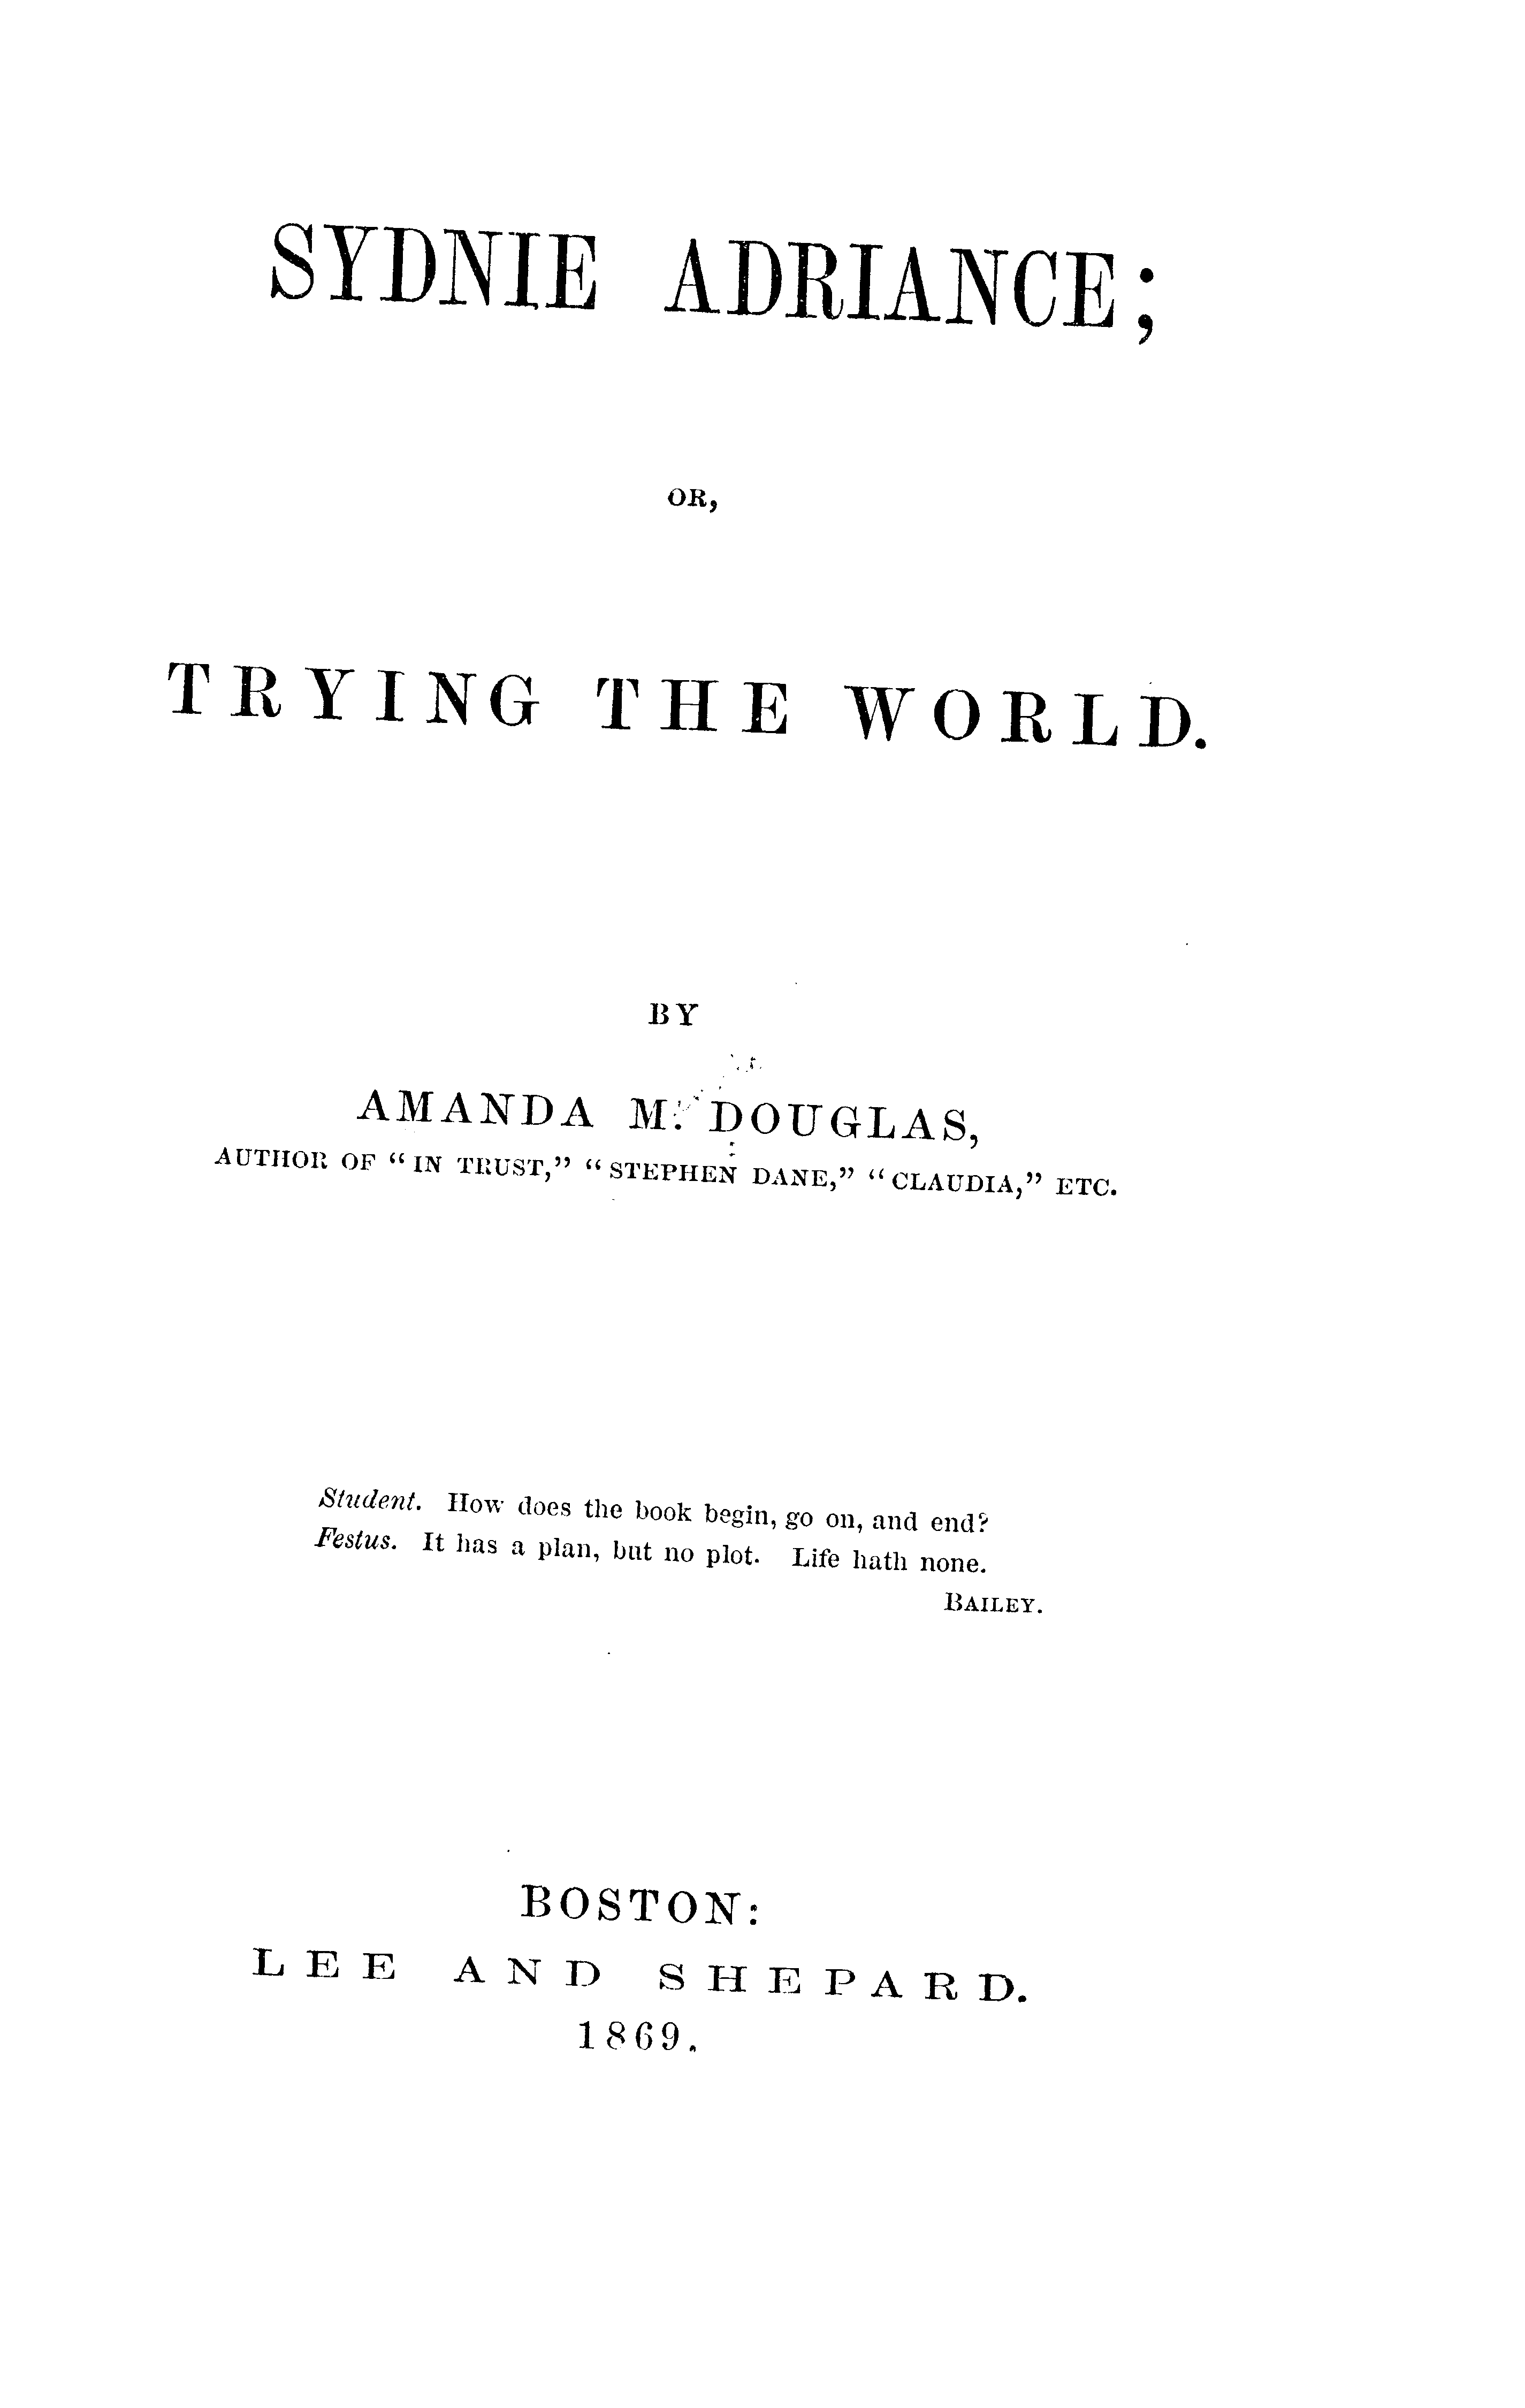 SYDNIE ADRIANCE;
OR,
TRYING THE WORLD.
BY
AMANDA M. DOUGLAS,
AUTHOR OF “IN TRUST,” “STEPHEN DANE,” “CLAUDIA,” ETC.
Student. How does the book begin, go on, and end?
Festus. It has a plan, but no plot. Life hath none.
BAILEY.
BOSTON:
LEE AND SHEPARD.
1869.